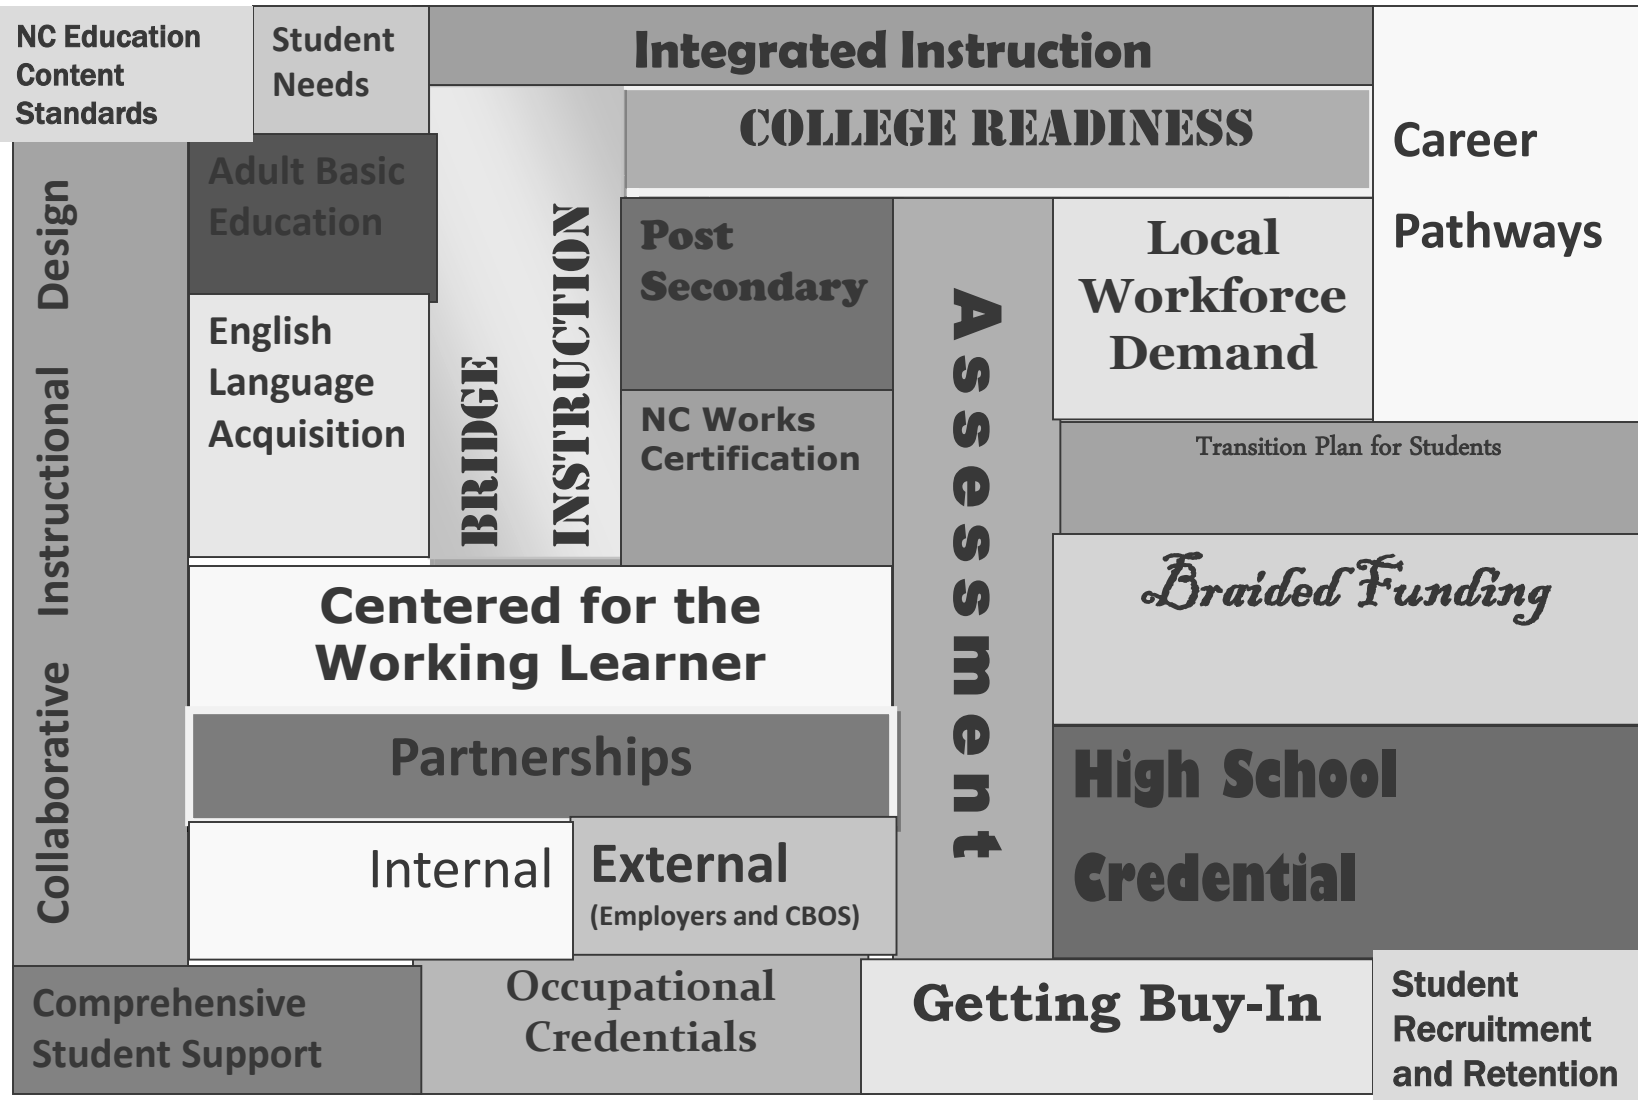 NC Education
Content
Standards
Student
Needs
Integrated Instruction
COLLEGE READINESS
Career
Pathways
Collaborative Instructional Design
Adult Basic
Education
English
Language
Acquisition
BRIDGE
INSTRUCTION
Post
Secondary
NC Works
Certification
Assessment
Local
Workforce
Demand
Transition Plan for Students
Braided Funding
Centered for the
Working Learner
Partnerships
Internal
External
(Employers and CBOS)
High School
Credential
Comprehensive
Student Support
Occupational
Credentials
Getting Buy-In
Student
Recruitment
and Retention